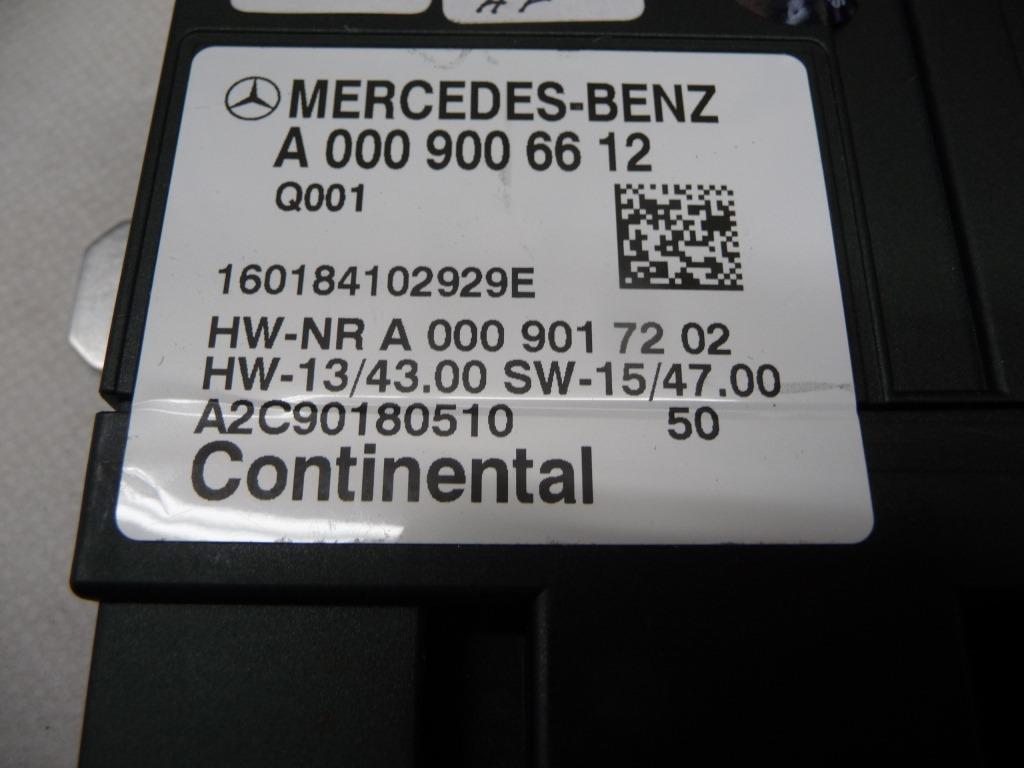 AF
MERCEDES-BENZ
A 000 900 66 12
Q001
160184102929E
HW-NR A 000 901 72 02
HW-13/43.00 SW-15/47.00
A2C90180510 50
Continental